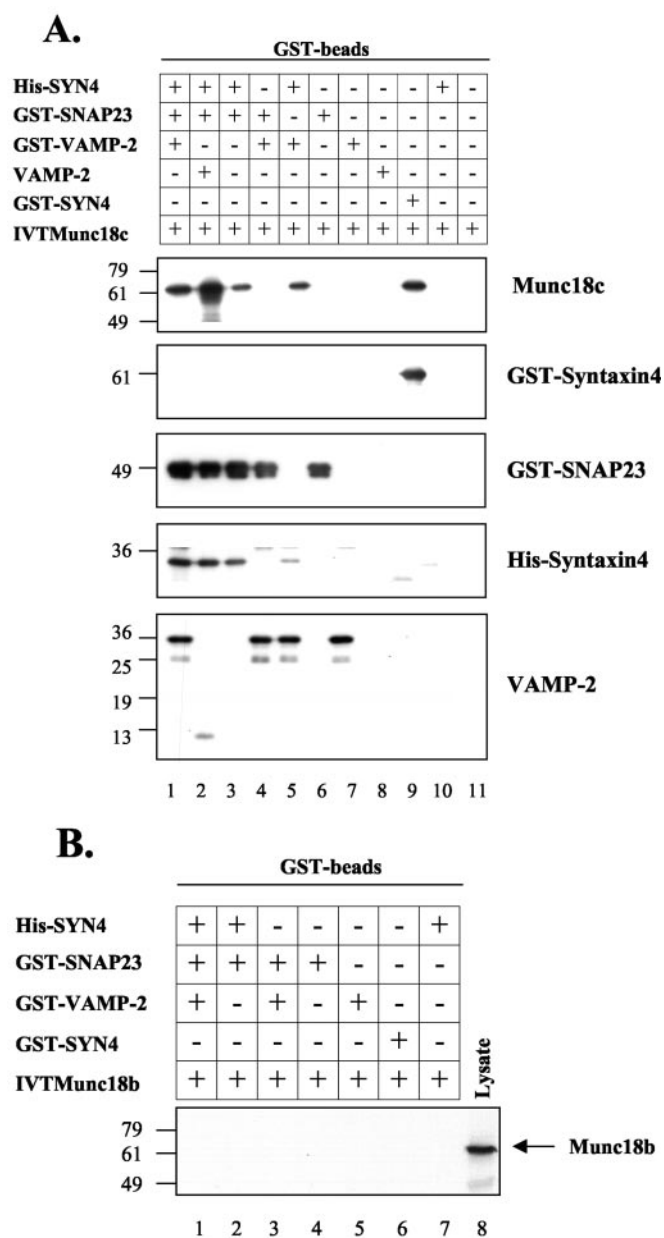 A.
GST-beads
His-SYN4 + + + - + - - - - + -
GST-SNAP23 + + + + - + - - - - -
GST-VAMP-2 + - - + + - + - - - -
VAMP-2 - + - - - - - + - - -
GST-SYN4 - - - - - - - - + - -
IVTMunc18c + + + + + + + + + + +
79
61
49
Munc18c
61
GST-Syntaxin4
49
GST-SNAP23
36
His-Syntaxin4
36
25
19
13
VAMP-2
1 2 3 4 5 6 7 8 9 10 11
B.
GST-beads
His-SYN4 + + - - - - +
GST-SNAP23 + + + + - - -
GST-VAMP-2 + - + - + - -
GST-SYN4 - - - - - + -
IVTMunc18b + + + + + + +
Lysate
79
61
49
Munc18b
1 2 3 4 5 6 7 8